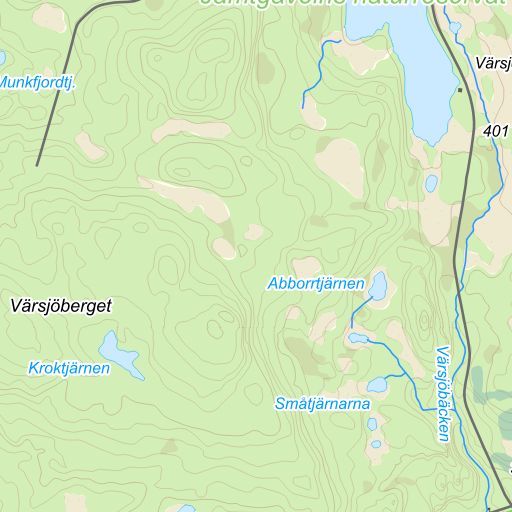 Munkfjordtj.
Värsj
401
Abborrtjärnen
Värsjöberget
Kroktjärnen
Värsjöbäcken
Småtjärnarna